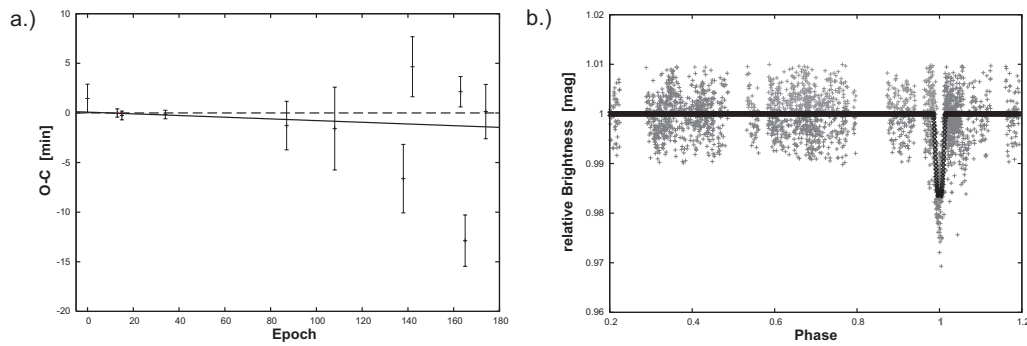 a.)
10
5
0
-5
-10
-15
-20
O-C [min]
0 20 40 60 80 100 120 140 160 180
Epoch
b.)
1.02
1.01
1
0.99
0.98
0.97
0.96
relative Brightness [mag]
0.2 0.4 0.6 0.8 1 1.2
Phase